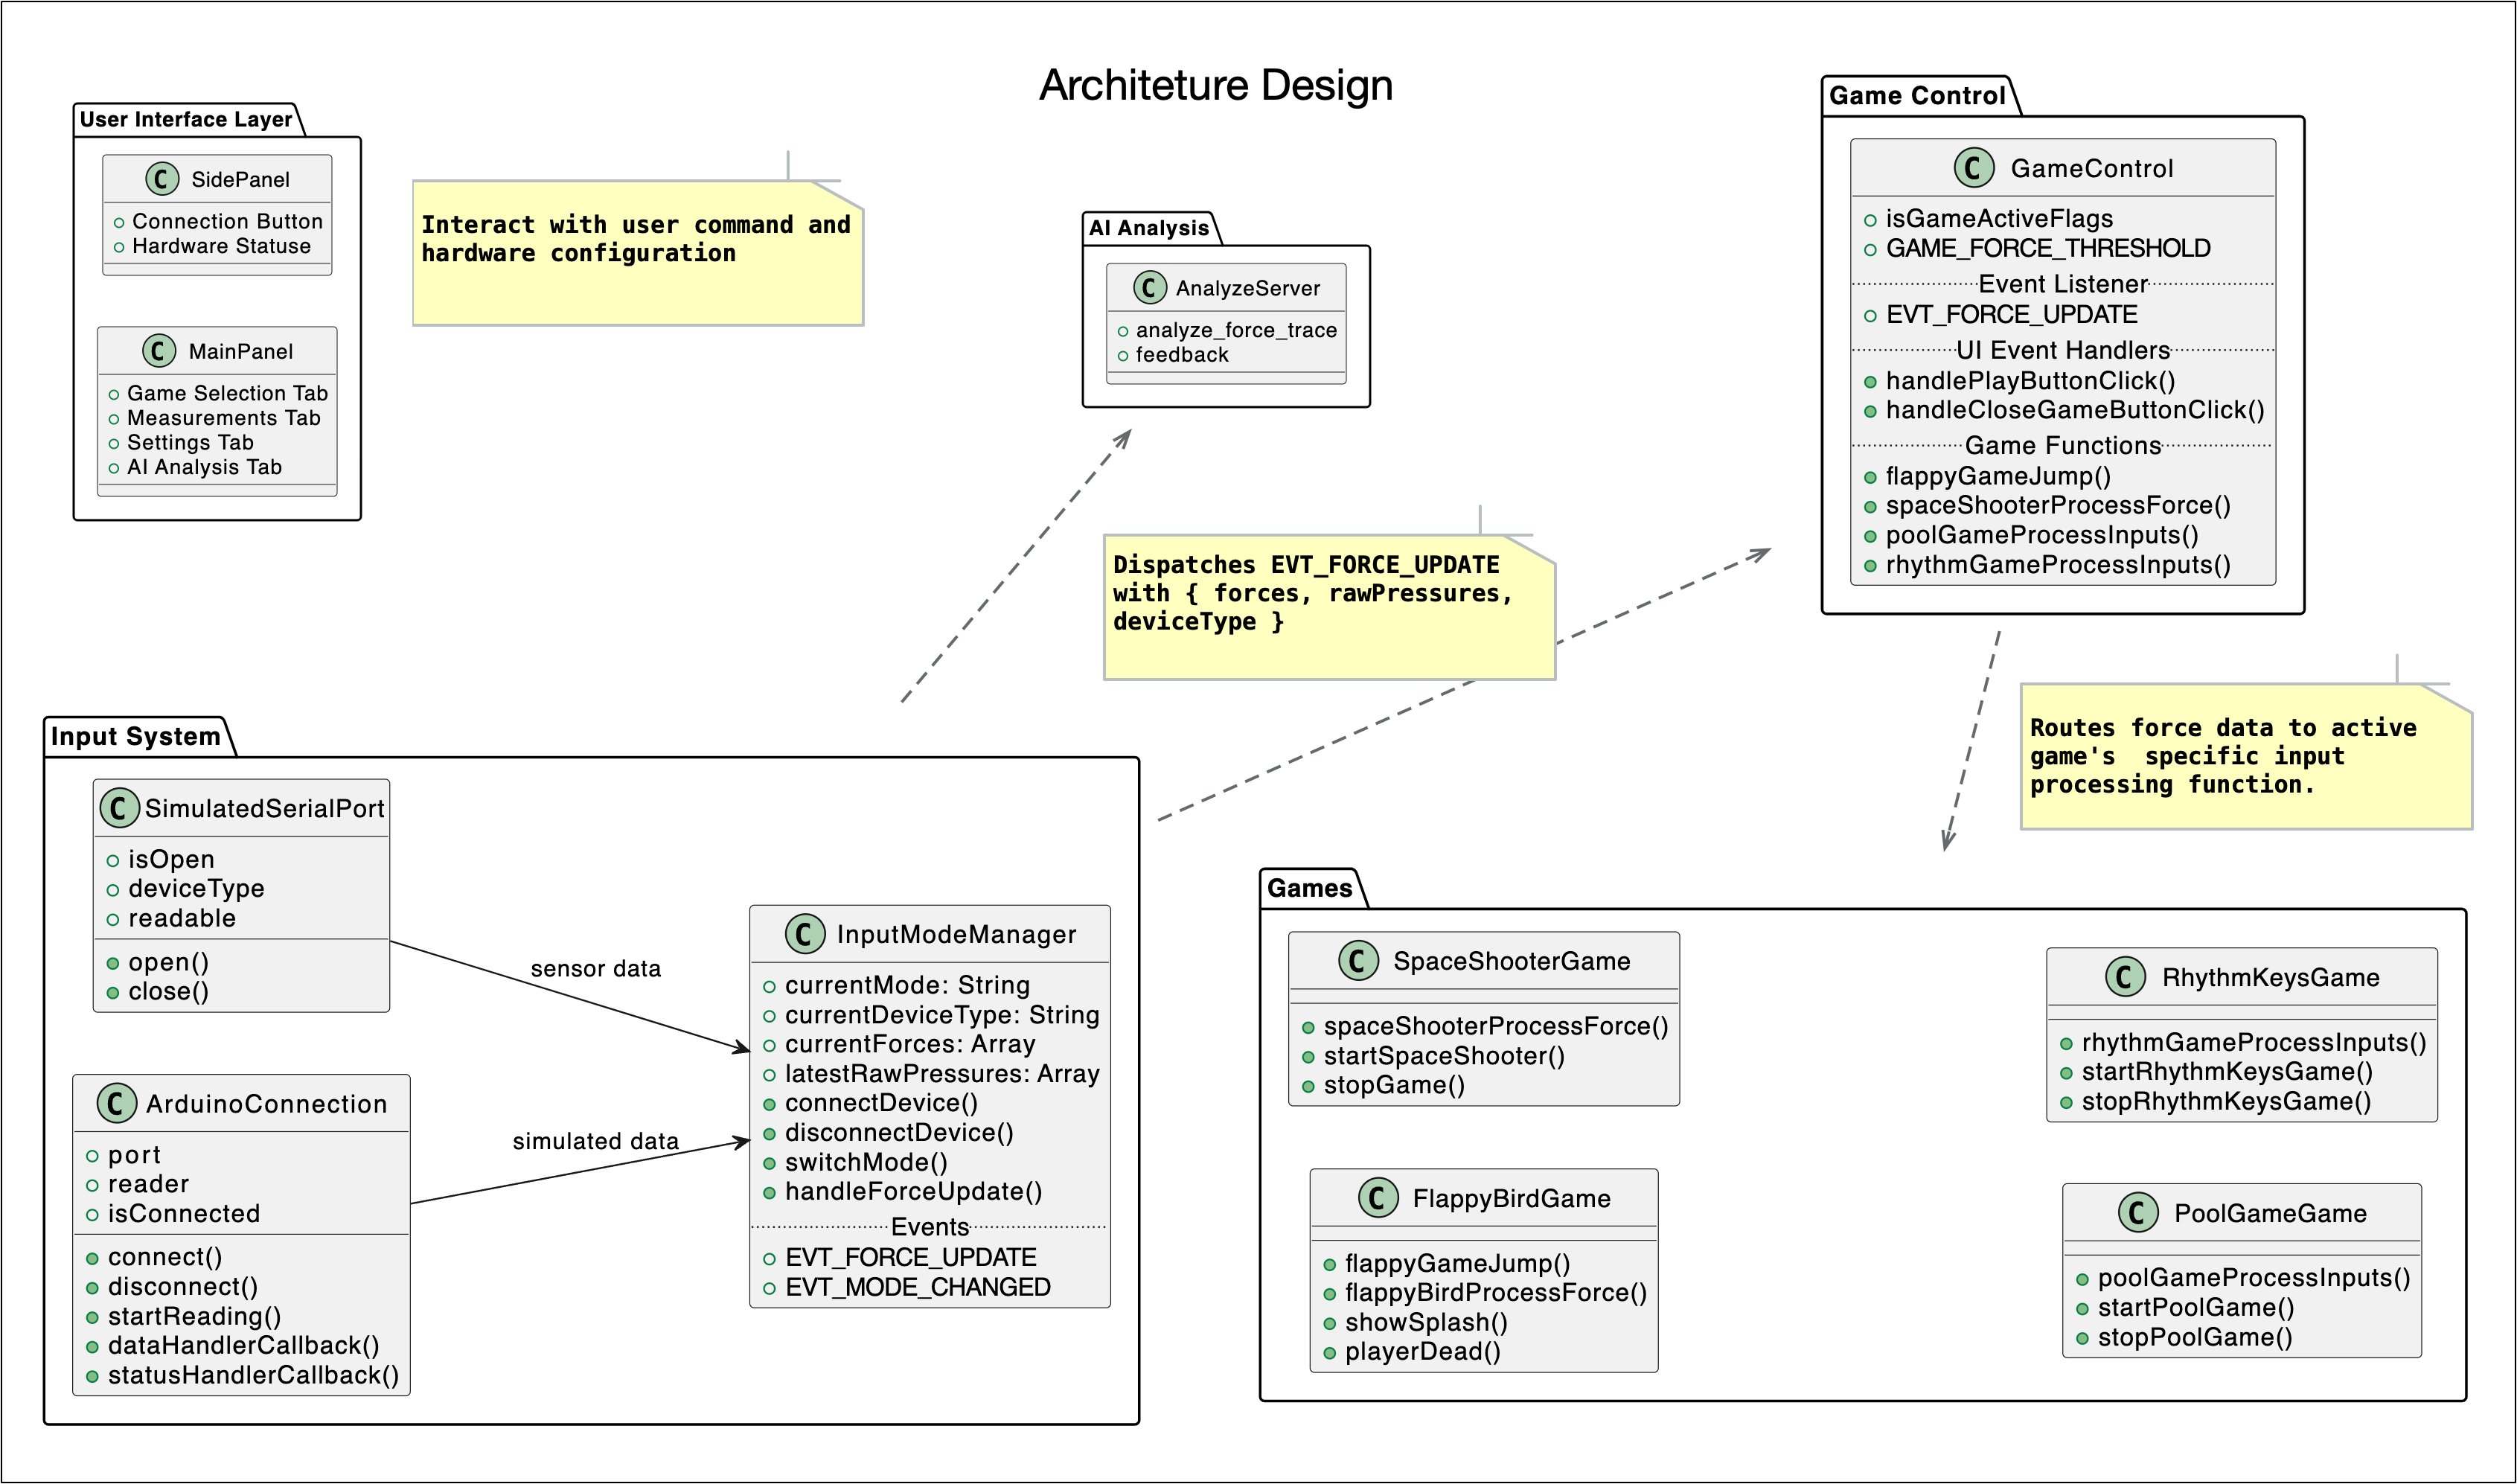 Architeture Design
User Interface Layer
C SidePanel
Connection Button
Hardware Statuse
C MainPanel
Game Selection Tab
Measurements Tab
Settings Tab
AI Analysis Tab
Interact with user command and
hardware configuration
AI Analysis
C AnalyzeServer
analyze_force_trace
feedback
Game Control
C GameControl
isGameActiveFlags
GAME_FORCE_THRESHOLD
Event Listener
EVT_FORCE_UPDATE
UI Event Handlers
handlePlayButtonClick()
handleCloseGameButtonClick()
Game Functions
flappyGameJump()
spaceShooterProcessForce()
poolGameProcessInputs()
rhythmGameProcessInputs()
Dispatches EVT_FORCE_UPDATE
with { forces, rawPressures,
deviceType }
Routes force data to active
game's  specific input
processing function.
Input System
C SimulatedSerialPort
isOpen
deviceType
readable
open()
close()
sensor data
C ArduinoConnection
port
reader
isConnected
connect()
disconnect()
startReading()
dataHandlerCallback()
statusHandlerCallback()
simulated data
C InputModeManager
currentMode: String
currentDeviceType: String
currentForces: Array
latestRawPressures: Array
connectDevice()
disconnectDevice()
switchMode()
handleForceUpdate()
Events
EVT_FORCE_UPDATE
EVT_MODE_CHANGED
Games
C SpaceShooterGame
spaceShooterProcessForce()
startSpaceShooter()
stopGame()
C RhythmKeysGame
rhythmGameProcessInputs()
startRhythmKeysGame()
stopRhythmKeysGame()
C FlappyBirdGame
flappyGameJump()
flappyBirdProcessForce()
showSplash()
playerDead()
C PoolGameGame
poolGameProcessInputs()
startPoolGame()
stopPoolGame()